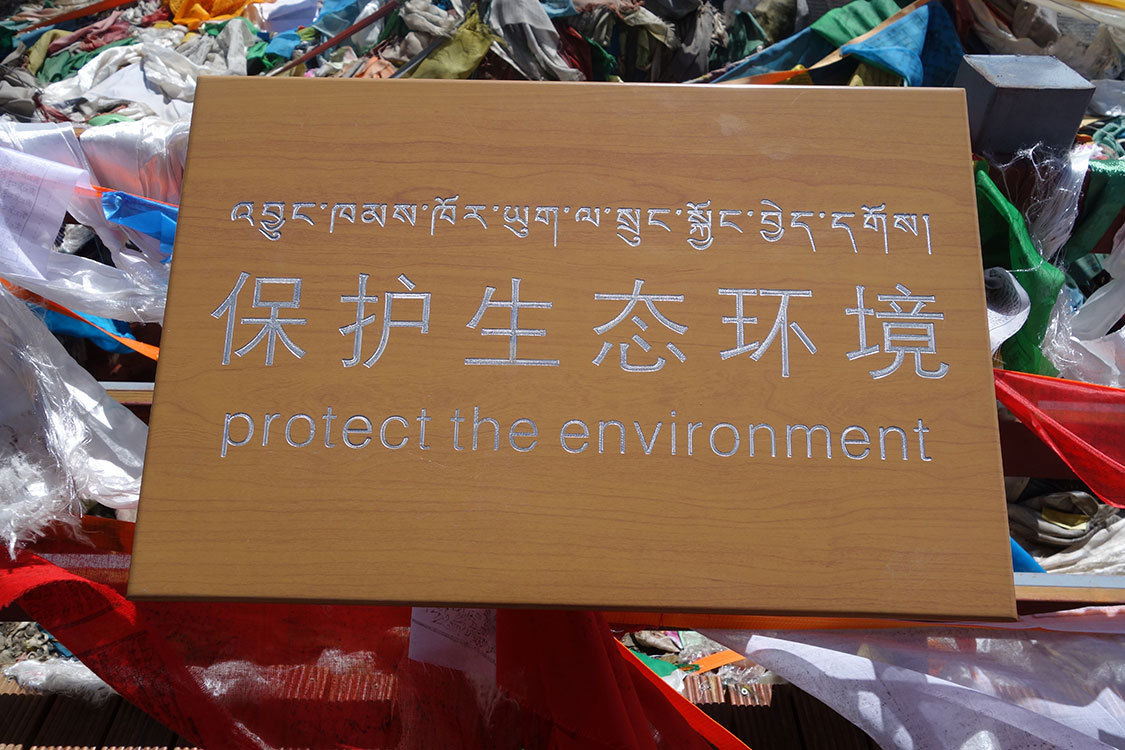 འབྱུང་ཁམས་ཁོར་ཡུག་ལ་སྲུང་སྐྱོང་བྱེད་དགོས།
保护生态环境
protect the environment